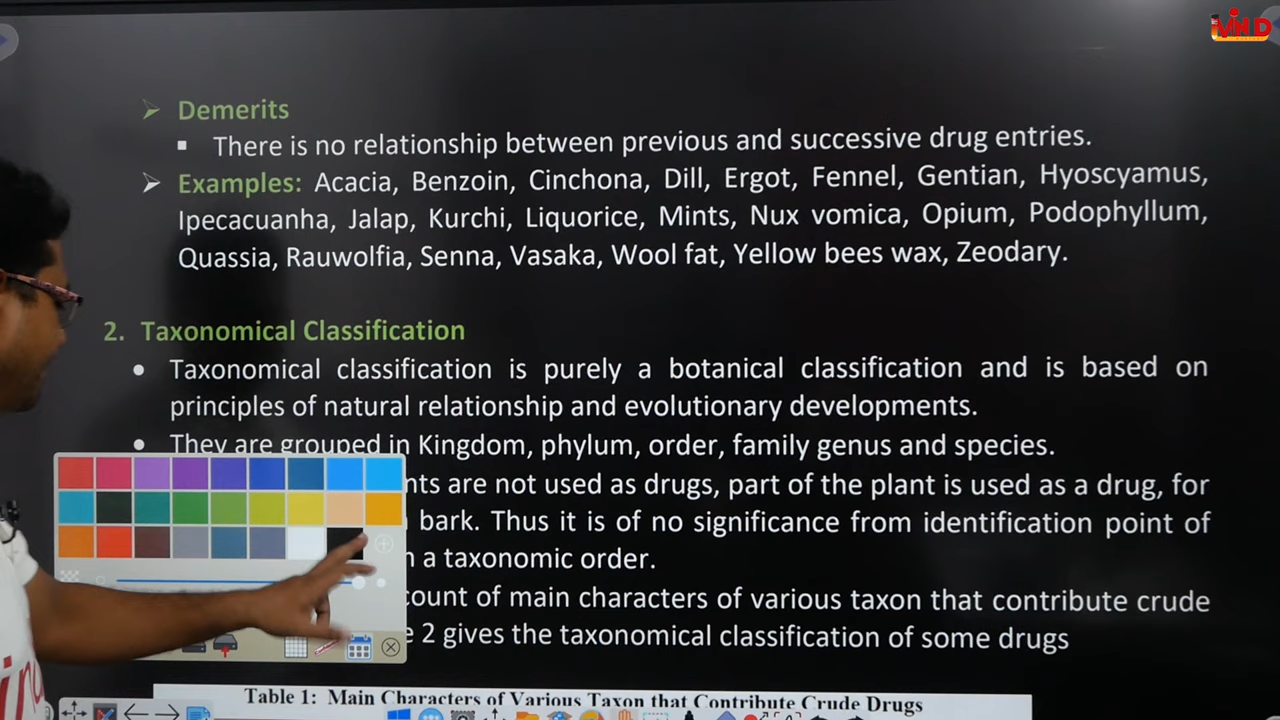 Demerits
There is no relationship between previous and successive drug entries.
Examples: Acacia, Benzoin, Cinchona, Dill, Ergot, Fennel, Gentian, Hyoscyamus,
Ipecacuanha, Jalap, Kurchi, Liquorice, Mints, Nux vomica, Opium, Podophyllum,
Quassia, Rauwolfia, Senna, Vasaka, Wool fat, Yellow bees wax, Zeodary.
2. Taxonomical Classification
Taxonomical classification is purely a botanical classification and is based on
principles of natural relationship and evolutionary developments.
They are grouped in Kingdom, phylum, order, family genus and species.
are not used as drugs, part of the plant is used as a drug, for
bark. Thus it is of no significance from identification point of
a taxonomic order.
of main characters of various taxon that contribute crude
2 gives the taxonomical classification of some drugs
Table 1: Main Characters of Various Taxon that Contribute Crude Drugs